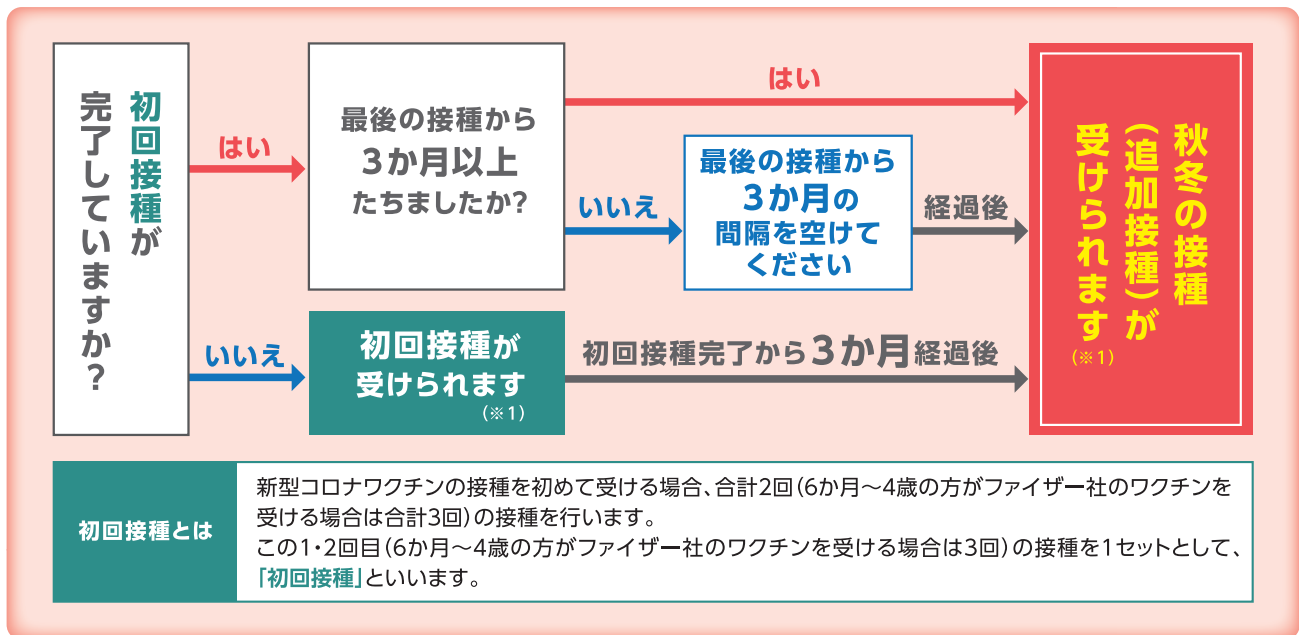 初回接種が
完了していますか？
はい
最後の接種から
3か月以上
たちましたか？
はい
いいえ
最後の接種から
3か月の
間隔を空けて
ください
経過後
いいえ
初回接種が
受けられます
（※1）
初回接種完了から3か月経過後
秋冬の接種
（追加接種）が
受けられます
（※1）
初回接種とは
新型コロナワクチンの接種を初めて受ける場合、合計2回（6か月～4歳の方がファイザー社のワクチンを
受ける場合は合計3回）の接種を行います。
この1・2回目（6か月～4歳の方がファイザー社のワクチンを受ける場合は3回）の接種を1セットとして、
「初回接種」といいます。